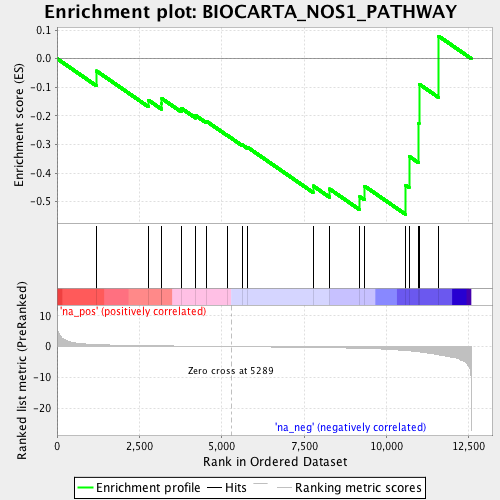 Enrichment plot: BIOCARTA_NOS1_PATHWAY
Enrichment score (ES)
0.1
0.0
-0.1
-0.2
-0.3
-0.4
-0.5
'na_pos' (positively correlated)
Ranked list metric (PreRanked)
10
0
-10
-20
Zero cross at 5289
'na_neg' (negatively correlated)
0
2,500
5,000
7,500
10,000
12,500
Rank in Ordered Dataset
Enrichment profile
Hits
Ranking metric scores